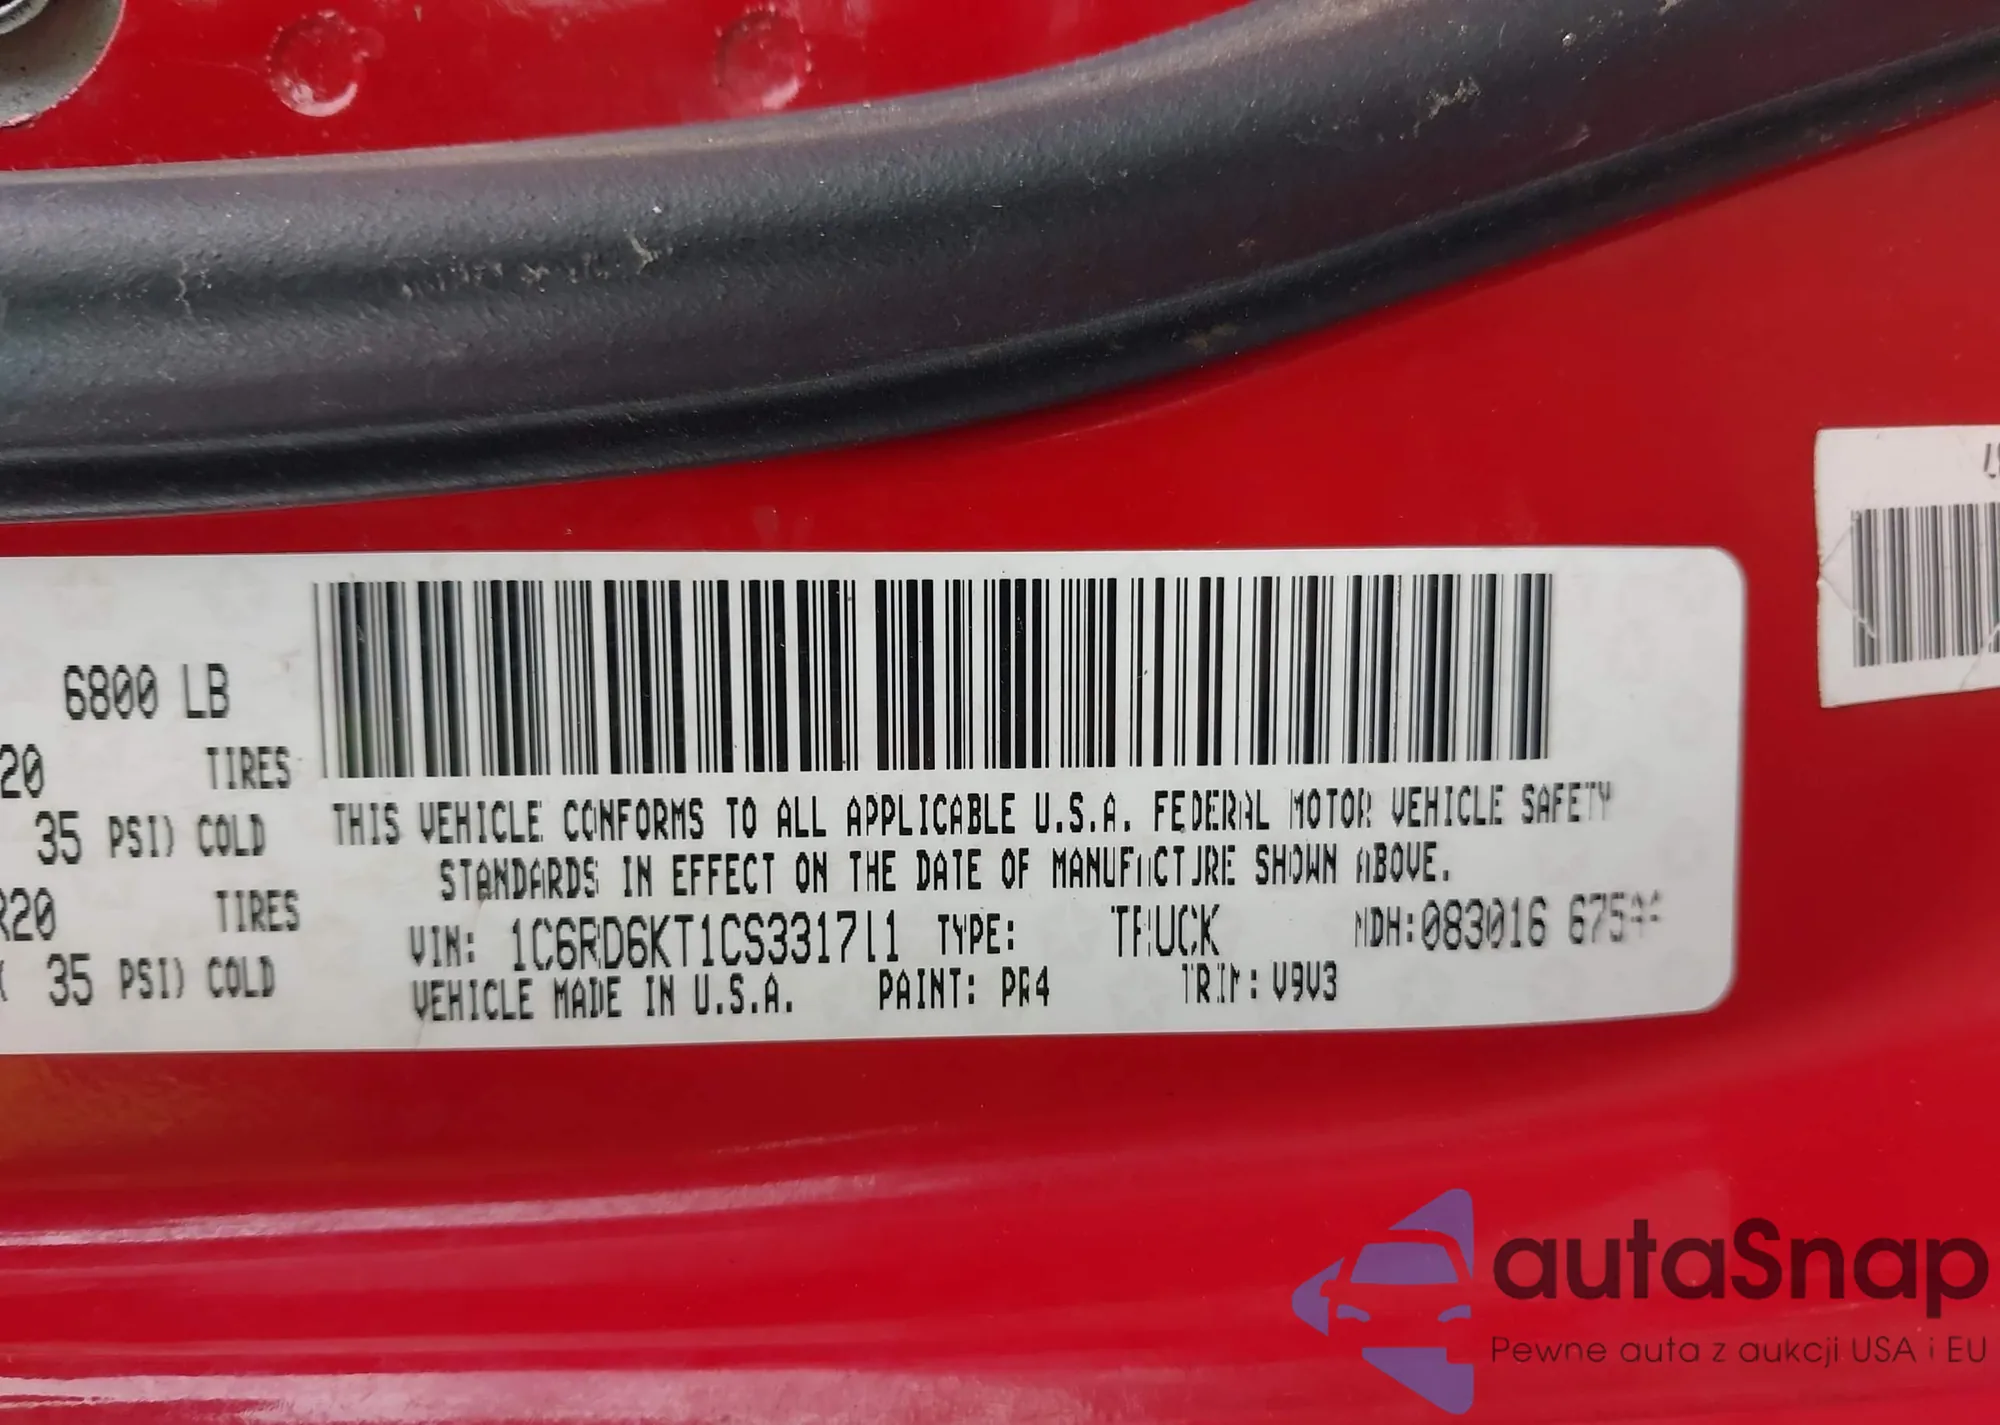 6800 LB
20 TIRES
35 PSI) COLD
R20 TIRES
35 PSI) COLD
THIS VEHICLE CONFORMS TO ALL APPLICABLE U.S.A. FEDERAL MOTOR VEHICLE SAFETY
STANDARDS IN EFFECT ON THE DATE OF MANUFACTURE SHOWN ABOVE.
VIN: 1C6RD6KT1CS331711 TYPE: TRUCK MDH:083016
VEHICLE MADE IN U.S.A. PAINT: PR4 TRIM: V9V3
autaSnap
Pewne auta z aukcji USA i EU